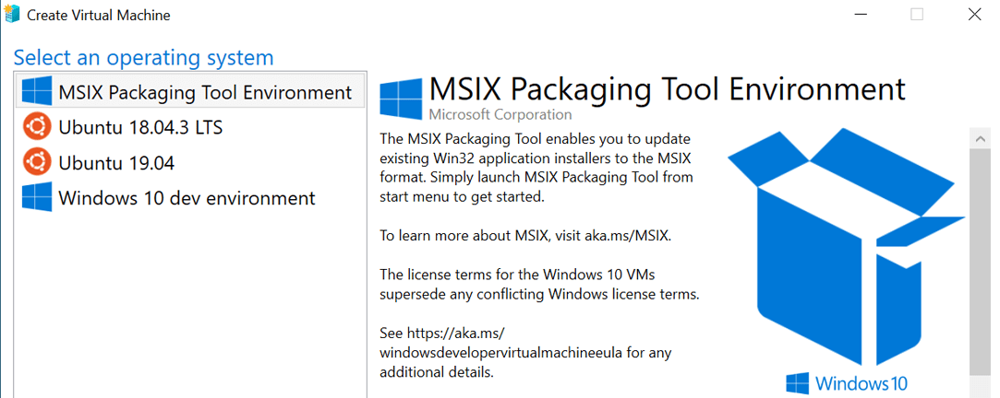 Create Virtual Machine
Select an operating system
MSIX Packaging Tool Environment
Ubuntu 18.04.3 LTS
Ubuntu 19.04
Windows 10 dev environment
MSIX Packaging Tool Environment
Microsoft Corporation
The MSIX Packaging Tool enables you to update
existing Win32 application installers to the MSIX
format. Simply launch MSIX Packaging Tool from
start menu to get started.
To learn more about MSIX, visit aka.ms/MSIX.
The license terms for the Windows 10 VMs
supersede any conflicting Windows license terms.
See https://aka.ms/
windowsdevelopervirtualmachineeula for any
additional details.
Windows 10